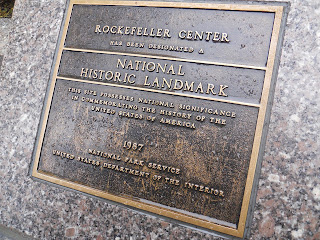 ROCKEFELLER CENTER
HAS BEEN DESIGNATED A
NATIONAL
HISTORIC LANDMARK
THIS SITE POSSESSES NATIONAL SIGNIFICANCE
IN COMMEMORATING THE HISTORY OF THE
UNITED STATES OF AMERICA
1987
NATIONAL PARK SERVICE
UNITED STATES DEPARTMENT OF THE INTERIOR